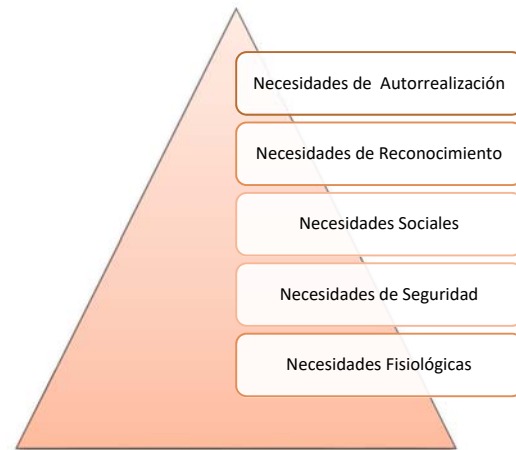 Necesidades de Autorrealización
Necesidades de Reconocimiento
Necesidades Sociales
Necesidades de Seguridad
Necesidades Fisiológicas